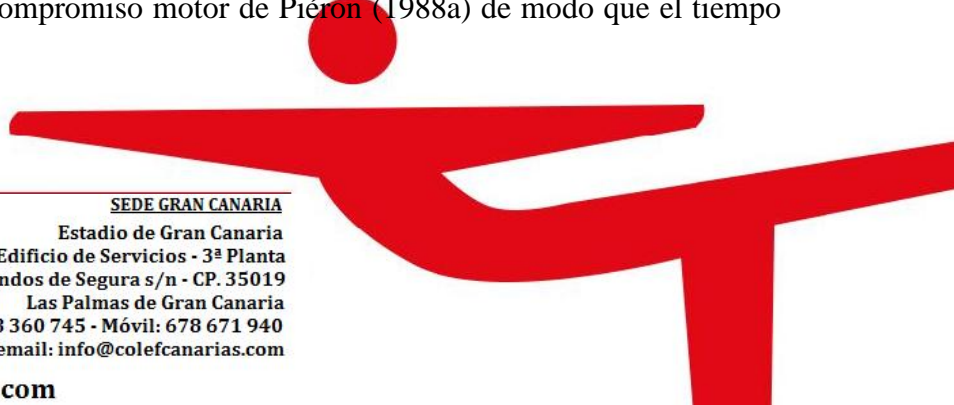 ompromiso motor de Piéron (1988a) de modo que el tiempo
SEDE GRAN CANARIA
Estadio de Gran Canaria
Edificio de Servicios - 3ª Planta
ndos de Segura s/n - CP. 35019
Las Palmas de Gran Canaria
360 745 - Móvil: 678 671 940
email: info@colefcanarias.com
com